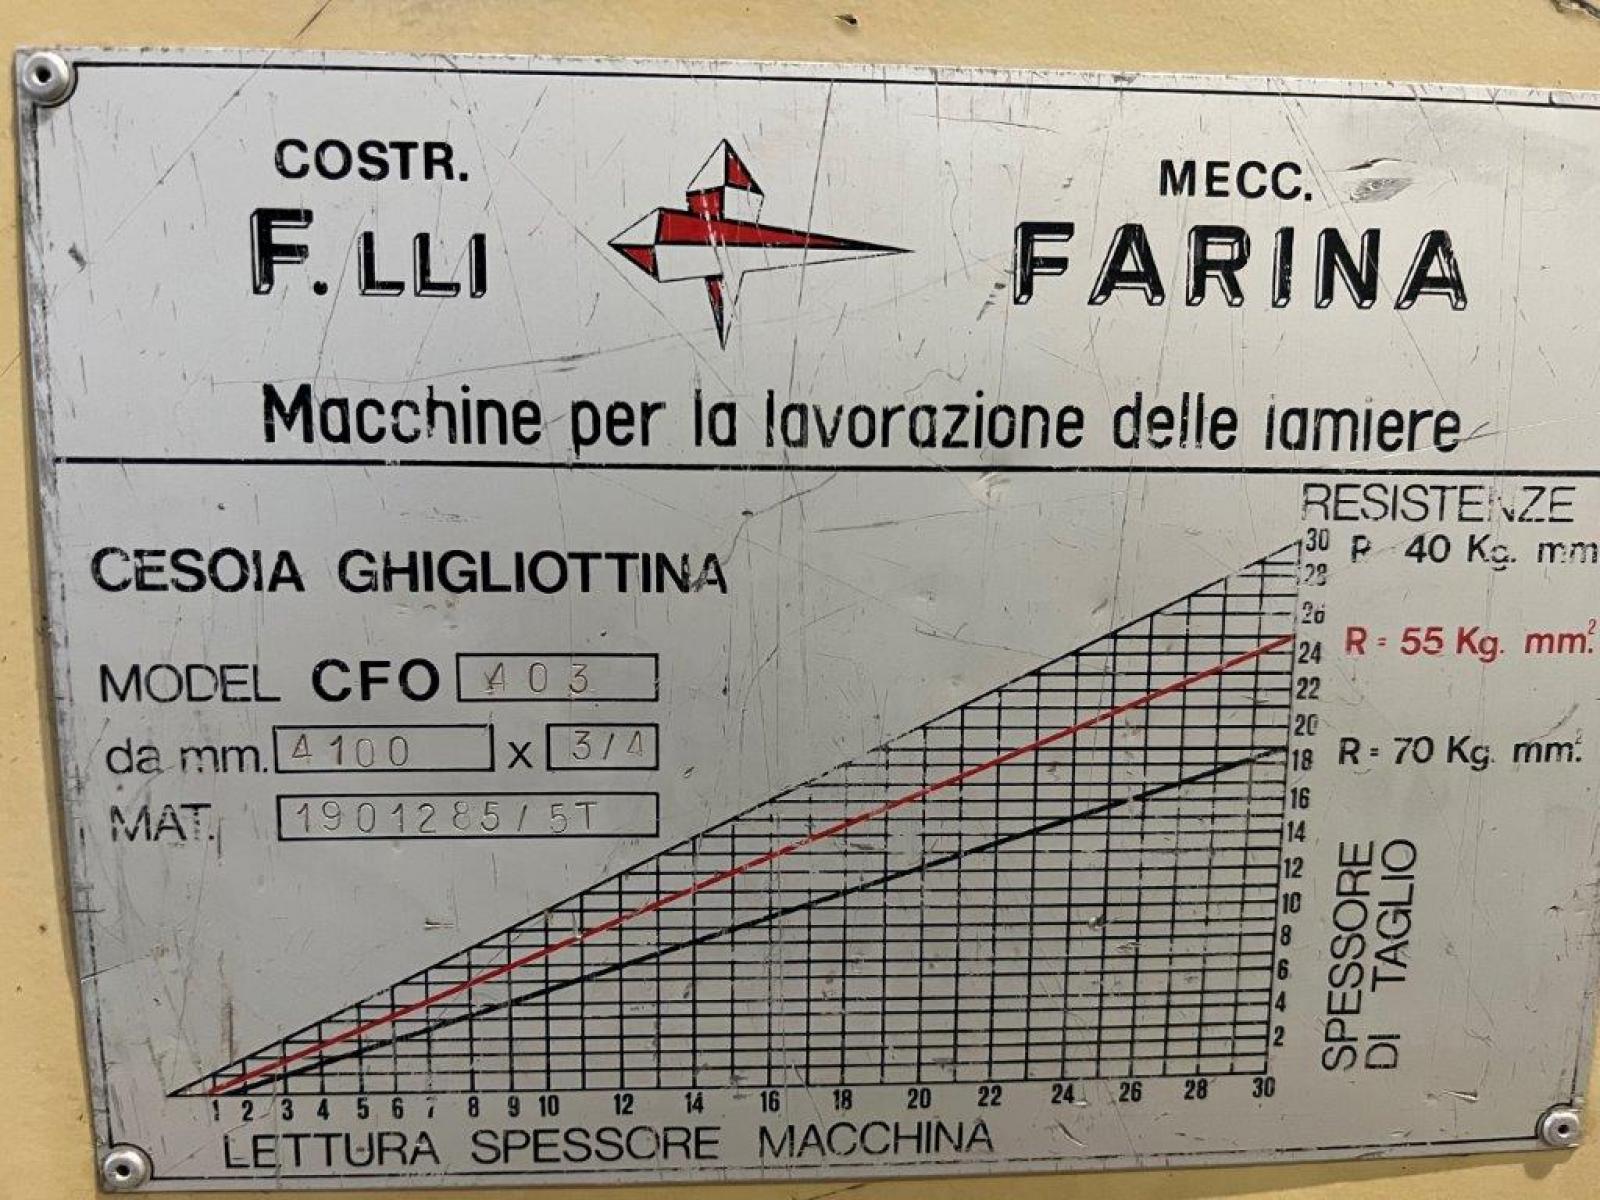 COSTR.
MECC.
F.LLI
FARINA
Macchine per la lavorazione delle lamiere
CESOIA GHIGLIOTTINA
MODEL CFO 403
da mm. 4100 x 3/4
MAT. 1901285/5T
RESISTENZE
R 40 Kg. mm
R = 55 Kg. mm²
R = 70 Kg. mm²
30
28
26
24
22
20
18
16
14
12
10
8
6
4
2
SPESSORE
DI TAGLIO
1 2 3 4 5 6 7 8 9 10 12 14 16 18 20 22 24 26 28 30
LETTURA SPESSORE MACCHINA